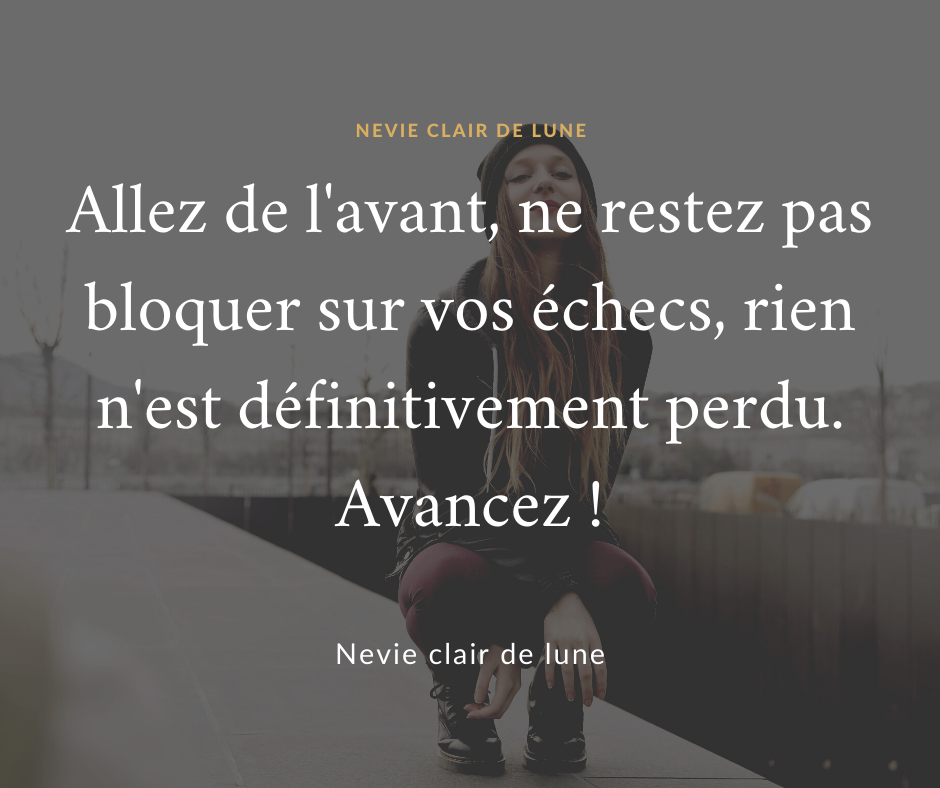 NEVIE CLAIR DE LUNE
Allez de l'avant, ne restez pas
bloquer sur vos échecs, rien
n'est définitivement perdu.
Avancez !
Nevie clair de lune